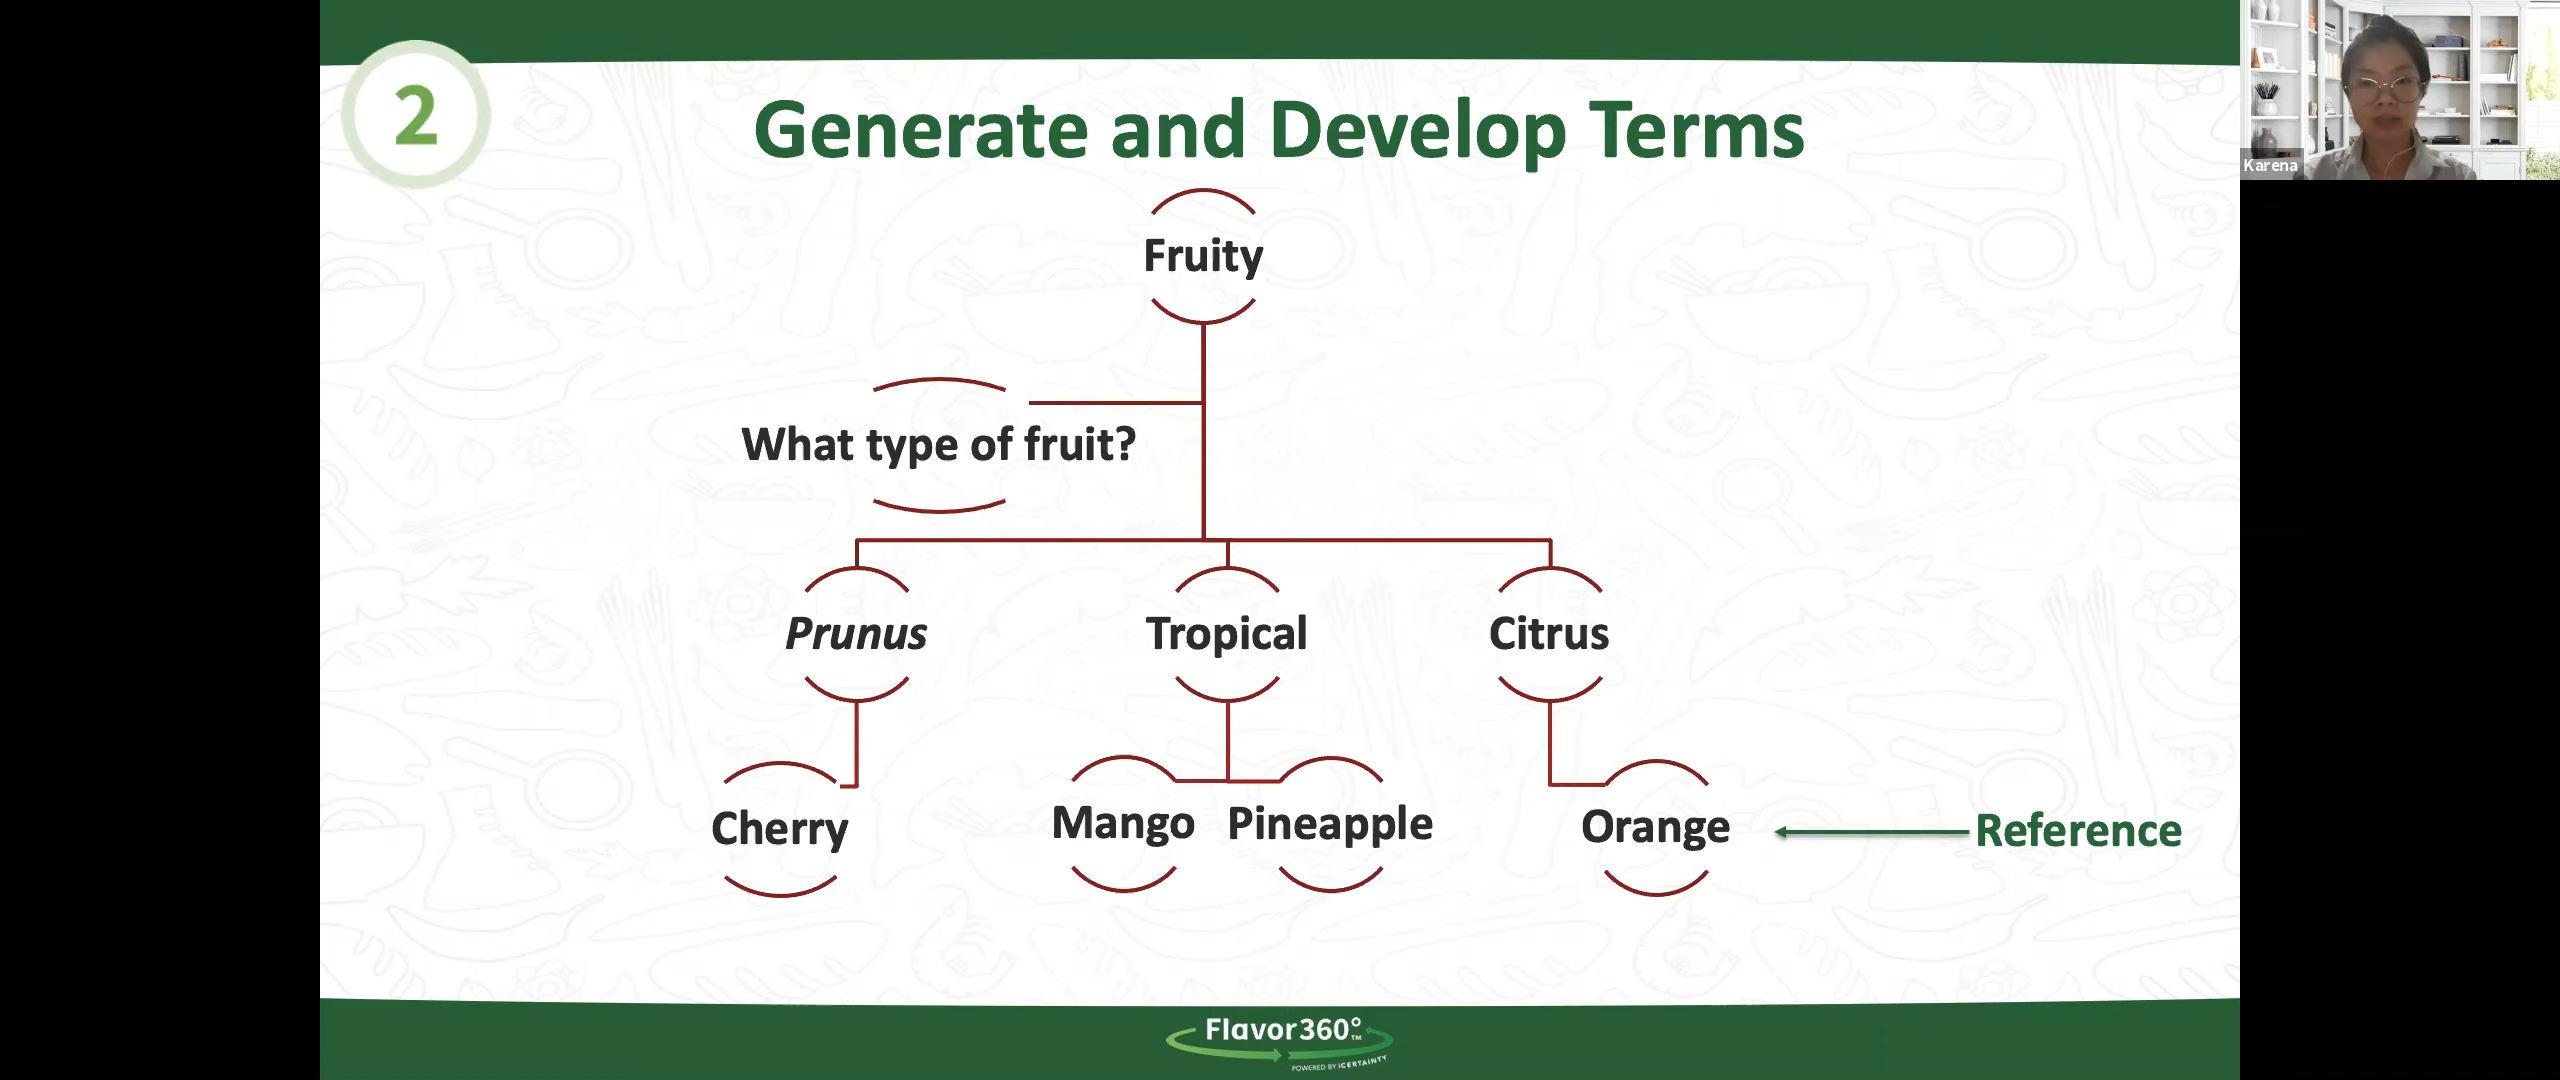 2
Generate and Develop Terms
Karena
Fruity
What type of fruit?
Prunus
Tropical
Citrus
Cherry
Mango
Pineapple
Orange
Reference
Flavor360°™
POWERED BY iCERTAINTY